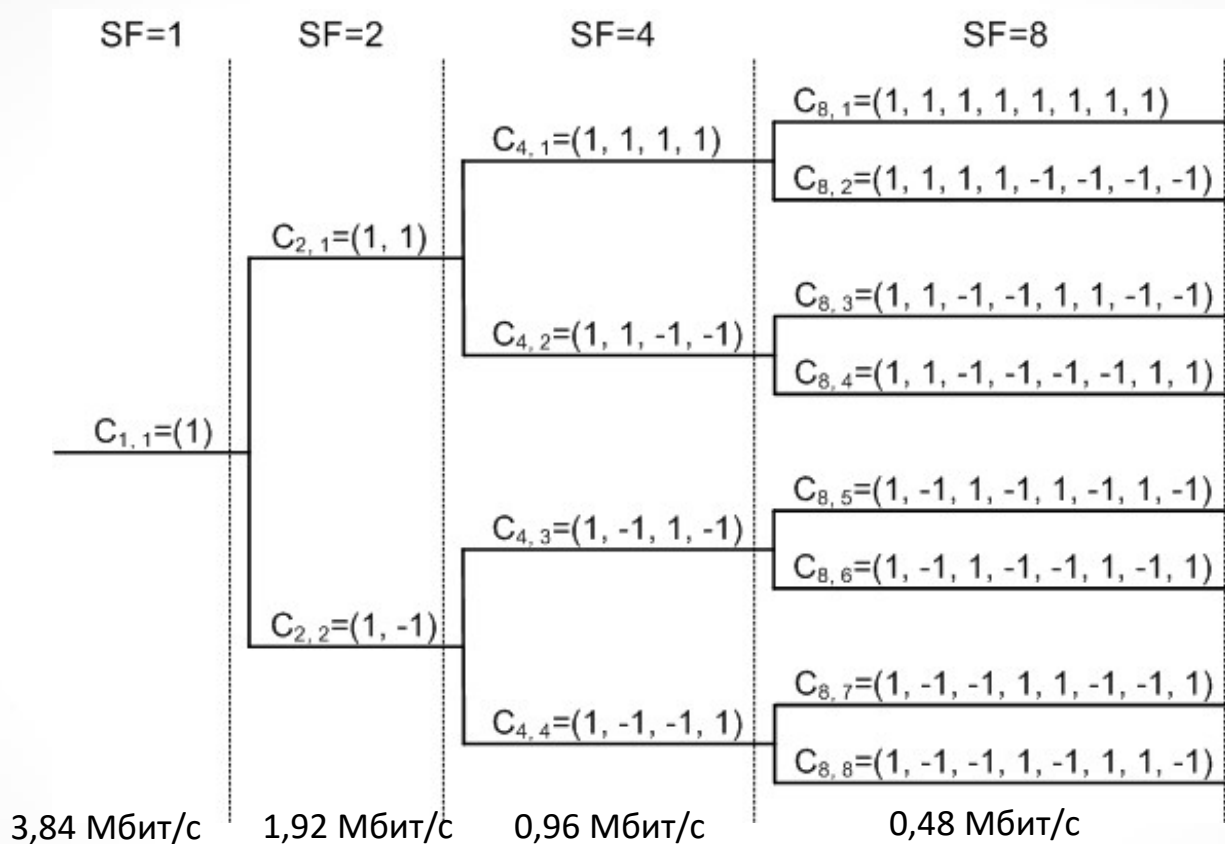 SF=1 SF=2 SF=4 SF=8
C8, 1=(1, 1, 1, 1, 1, 1, 1, 1)
C4, 1=(1, 1, 1, 1)
C8, 2=(1, 1, 1, 1, -1, -1, -1, -1)
C2, 1=(1, 1)
C8, 3=(1, 1, -1, -1, 1, 1, -1, -1)
C4, 2=(1, 1, -1, -1)
C8, 4=(1, 1, -1, -1, -1, -1, 1, 1)
C1, 1=(1)
C8, 5=(1, -1, 1, -1, 1, -1, 1, -1)
C4, 3=(1, -1, 1, -1)
C8, 6=(1, -1, 1, -1, -1, 1, -1, 1)
C2, 2=(1, -1)
C8, 7=(1, -1, -1, 1, 1, -1, -1, 1)
C4, 4=(1, -1, -1, 1)
C8, 8=(1, -1, -1, 1, -1, 1, 1, -1)
3,84 Мбит/с 1,92 Мбит/с 0,96 Мбит/с 0,48 Мбит/с